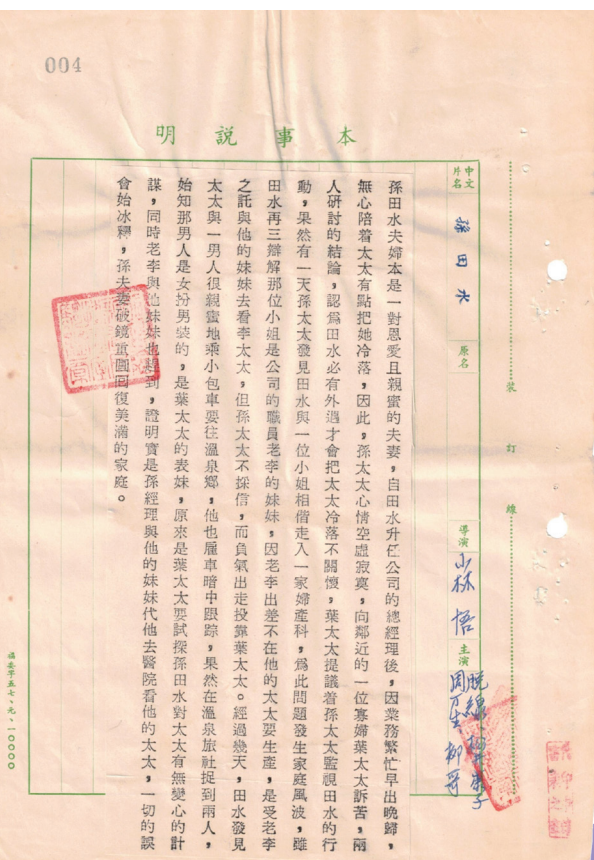 004
本事說明
中文片名
孫田水
原名
導演
小林悟
主演
周萬生
柳哥
孫田水夫婦本是一對恩愛且親蜜的夫妻，自田水升任公司的總經理後，因業務繁忙早出晚歸，
無心陪着太太有點把她冷落，因此，孫太太心情空虛寂寞，向鄰近的一位寡婦葉太太訴苦，兩
人研討的結論，認爲田水必有外遇才會把太太冷落不關懷，葉太太提議着孫太太監視田水的行
動，果然有一天孫太太發見田水與一位小姐相偕走入一家婦產科，爲此問題發生家庭風波，雖
田水再三辯解那位小姐是公司的職員老李的妹妹，因老李出差不在他的太太要生產，是受老李
之託與他的妹妹去看李太太，但孫太太不採信，而負氣出走投靠葉太太。經過幾天，田水發見
太太與一男人很親蜜地乘小包車要往溫泉鄉，他也雇車暗中跟踪，果然在溫泉旅社捉到兩人，
始知那男人是女扮男裝的，是葉太太的表妹，原來是葉太太要試探孫田水對太太有無變心的計
謀，同時老李與他妹妹也趕到，證明實是孫經理與他的妹妹代他去醫院看他的太太，一切的誤
會始冰釋，孫夫妻破鏡重圓回復美滿的家庭。
裝
訂
線
福委字五七、元、一〇〇〇〇